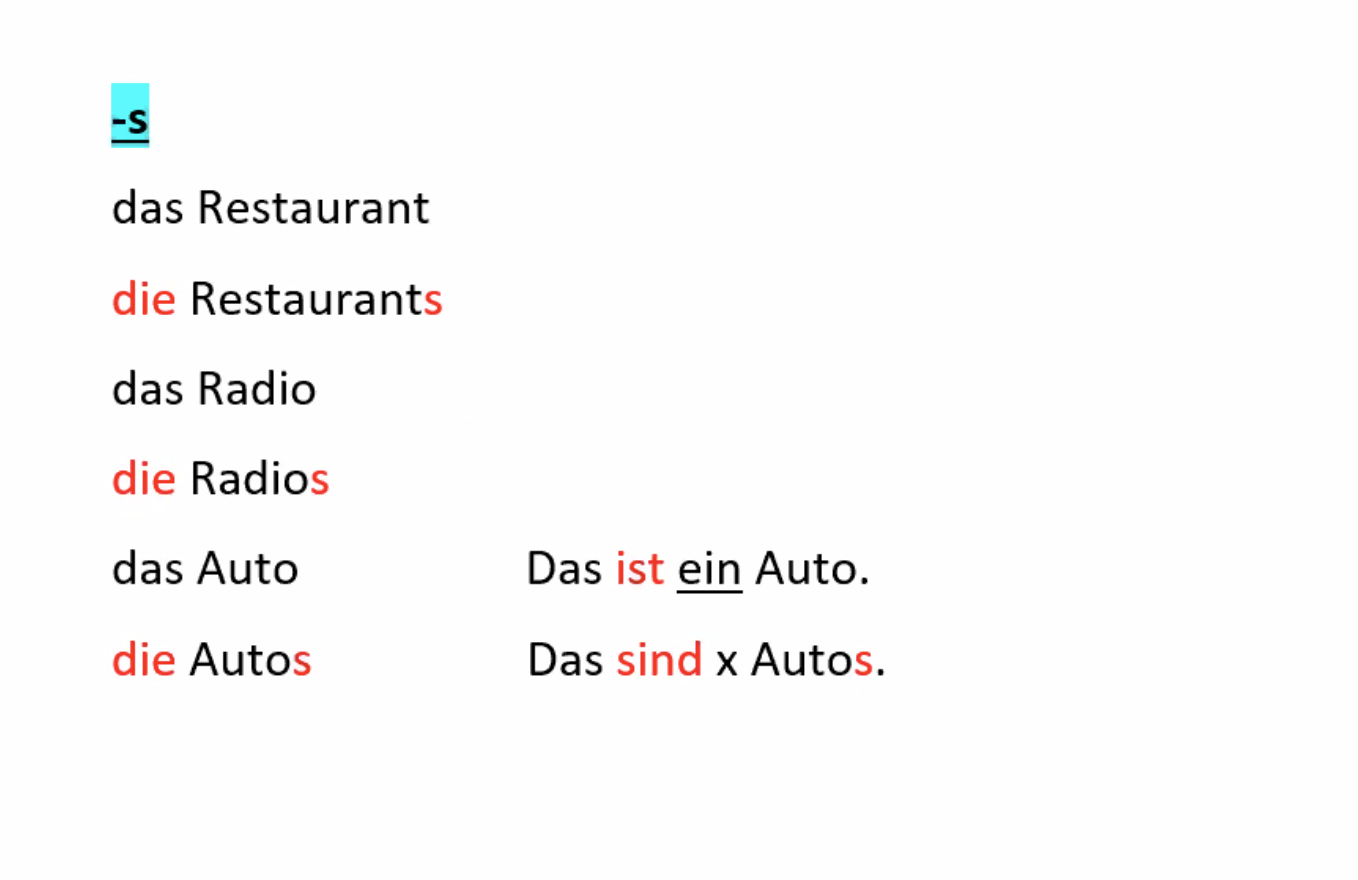 -s
das Restaurant
die Restaurants
das Radio
die Radios
das Auto Das ist ein Auto.
die Autos Das sind x Autos.